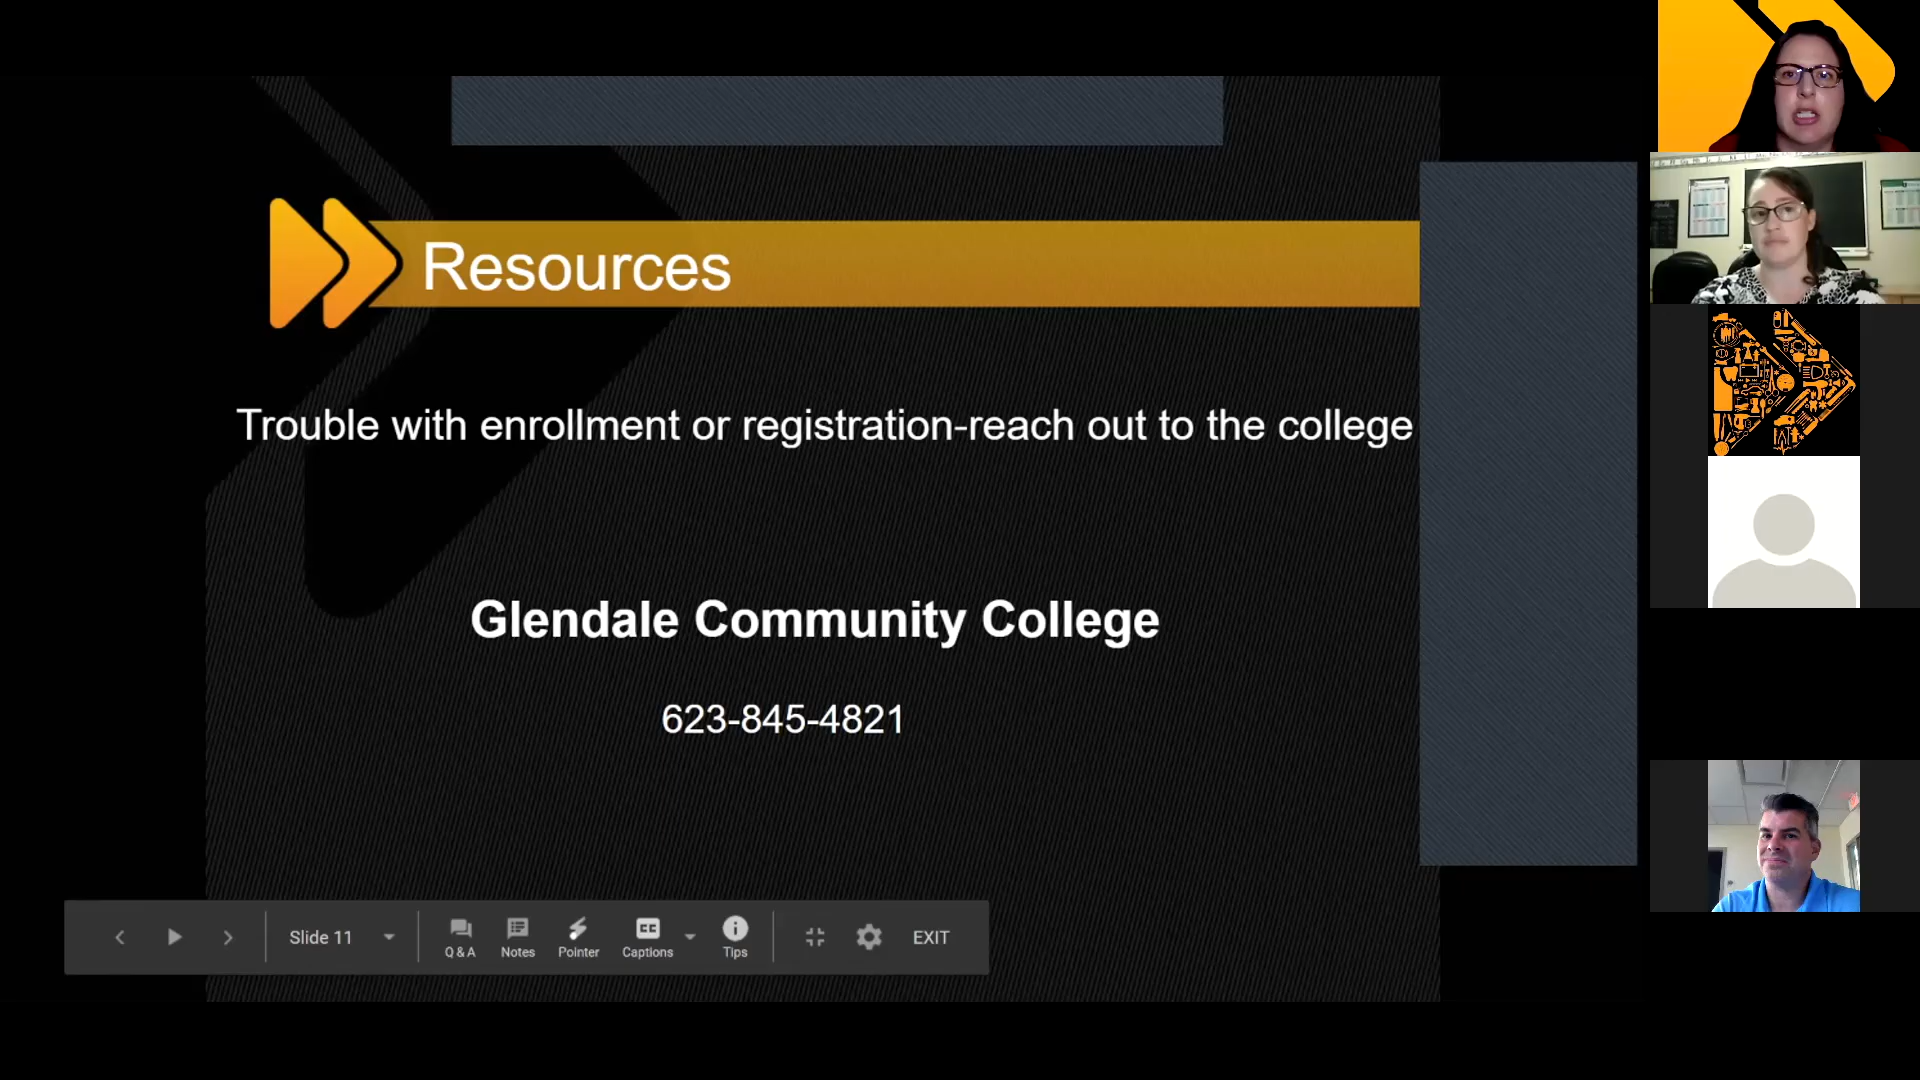 Resources
Trouble with enrollment or registration-reach out to the college
Glendale Community College
623-845-4821
Slide 11
Q & A
Notes
Pointer
CC
Captions
Tips
EXIT